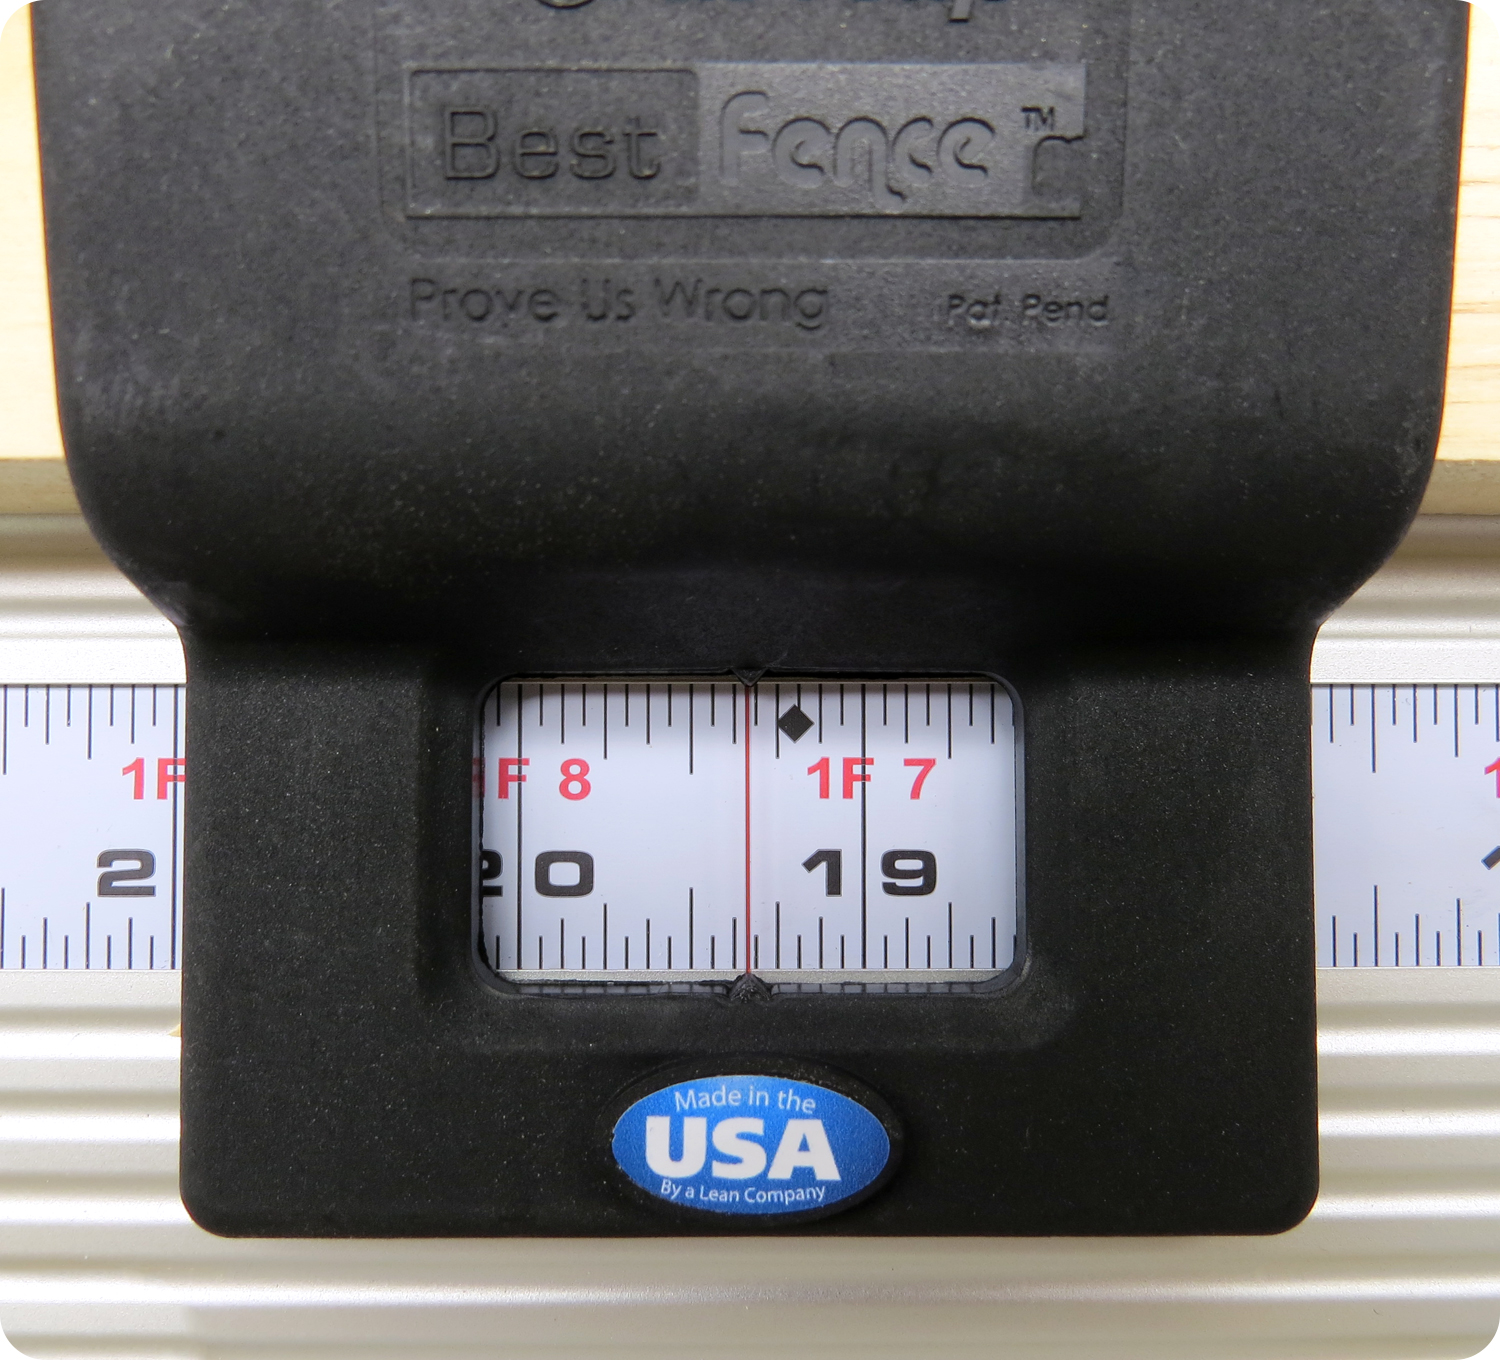 Best Fence™
Prove Us Wrong Pat. Pend
1F 8 1F 7
2 20 19
Made in the
USA
By a Lean Company